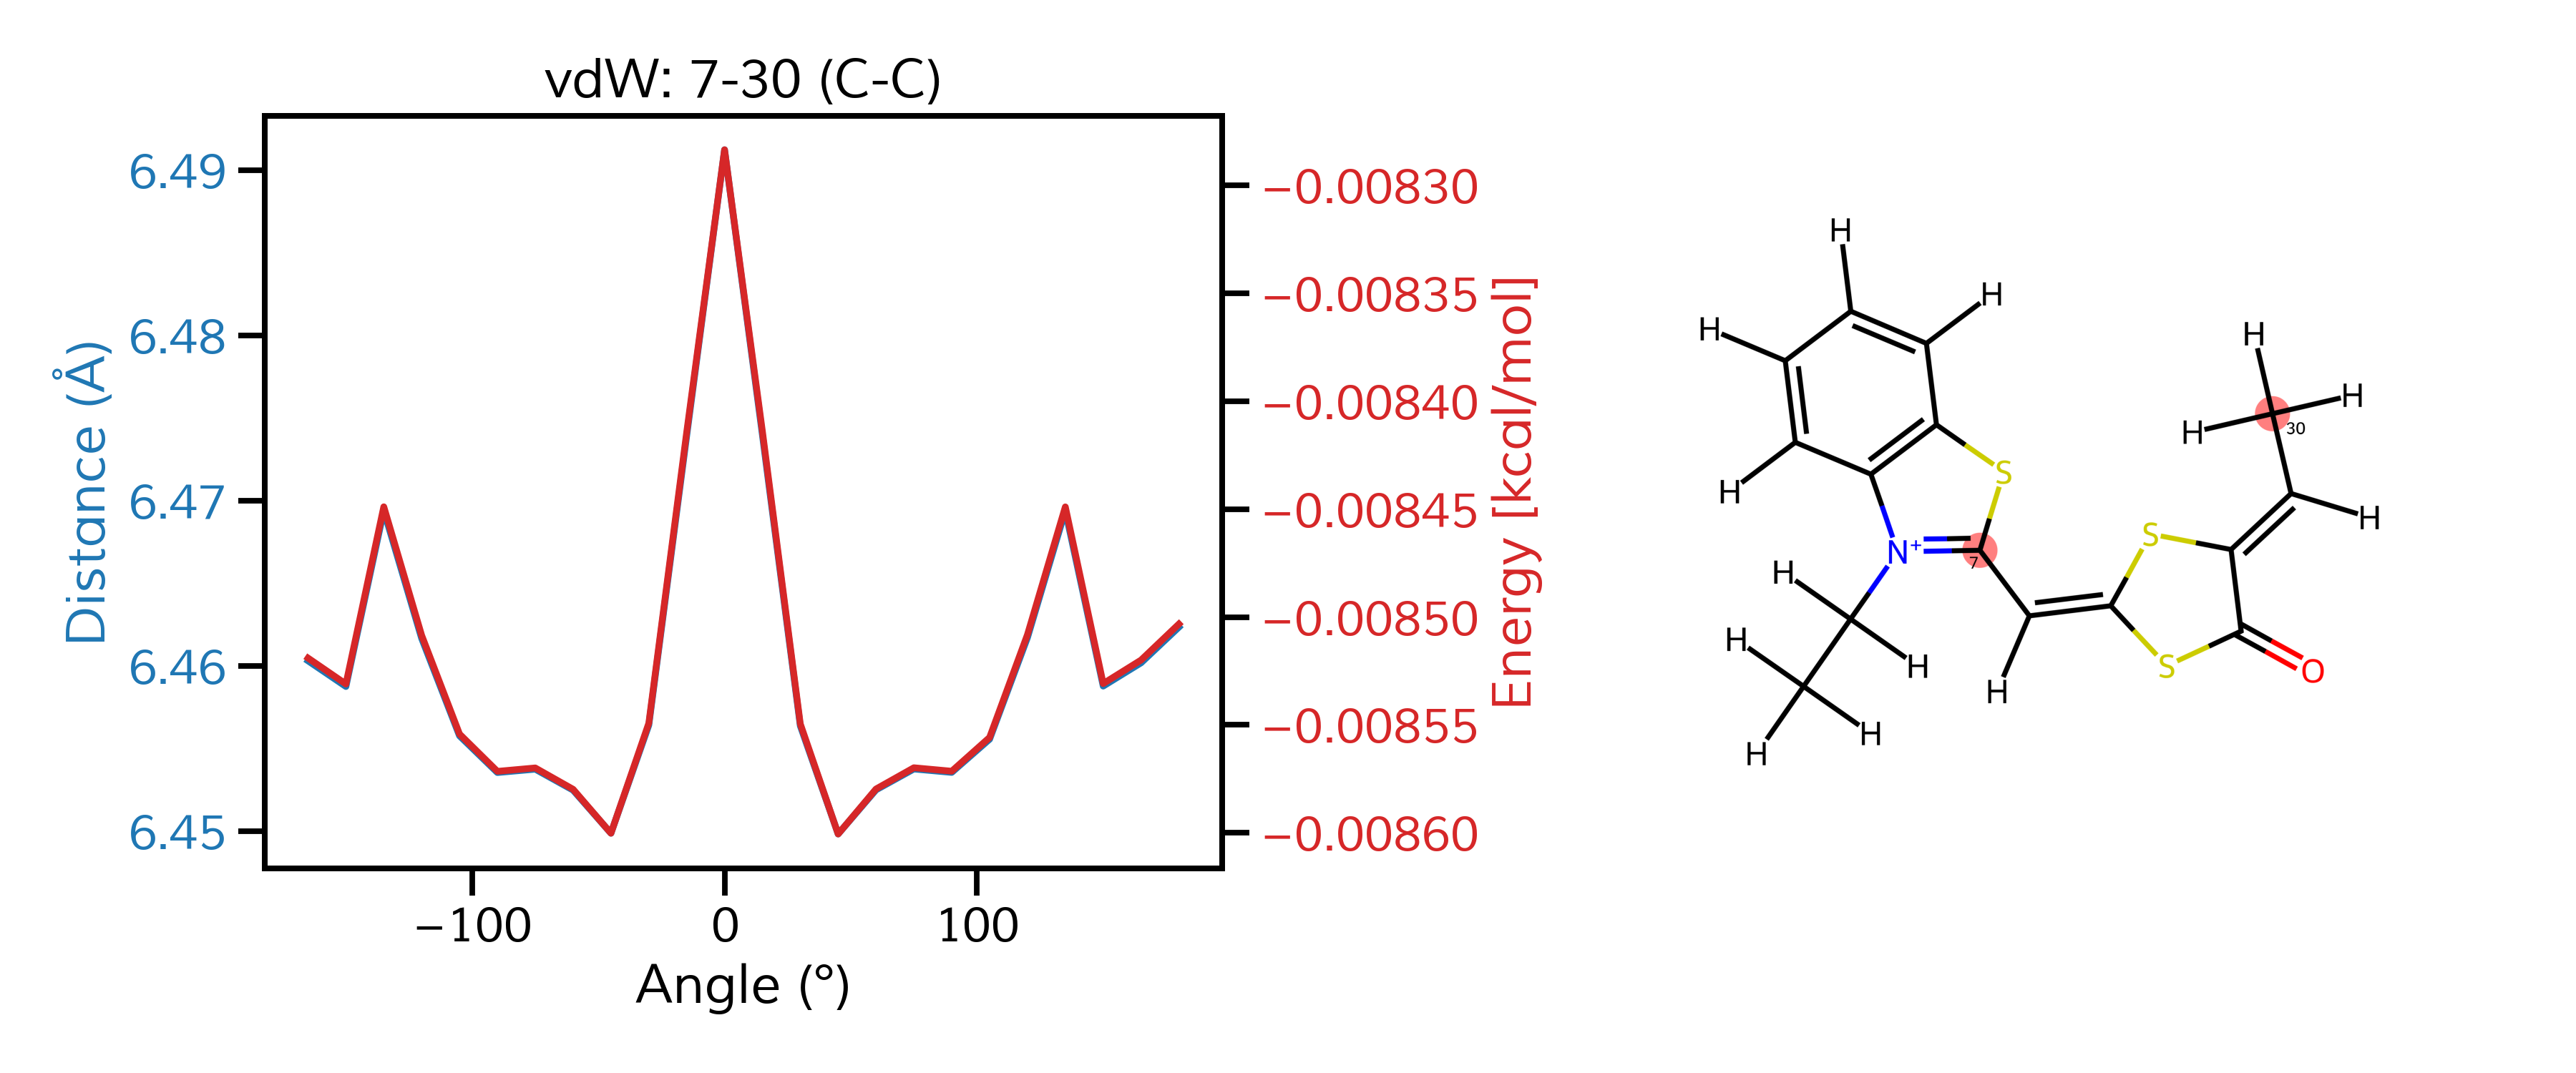 vdW: 7-30 (C-C)
Distance (Å)
6.49
6.48
6.47
6.46
6.45
−100
0
100
Angle (°)
−0.00830
−0.00835
−0.00840
−0.00845
−0.00850
−0.00855
−0.00860
Energy [kcal/mol]
H
H
H
H
H
H
30
H
H
S
S
H
N⁺
7
H
H
H
H
S
O
H
H
H